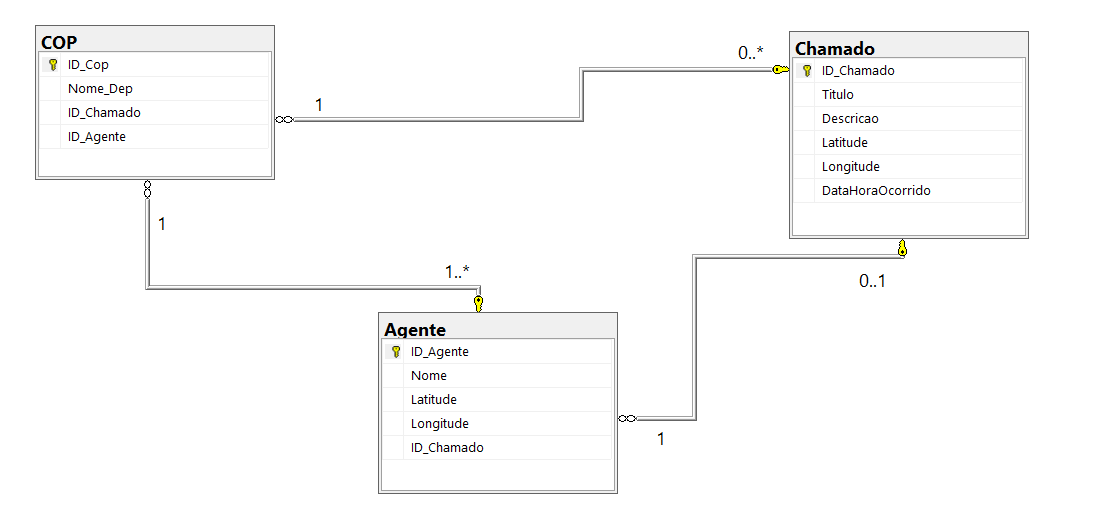 COP
ID_Cop
Nome_Dep
ID_Chamado
ID_Agente
1
0..*
Chamado
ID_Chamado
Titulo
Descricao
Latitude
Longitude
DataHoraOcorrido
1
1..*
0..1
Agente
ID_Agente
Nome
Latitude
Longitude
ID_Chamado
1